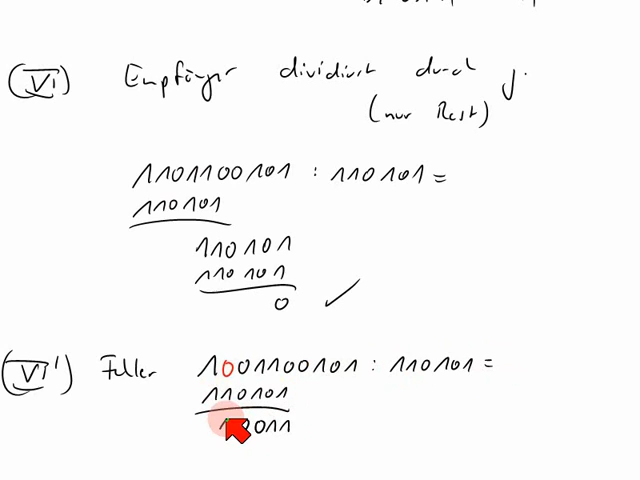 (VI) Empfänger dividiert durch g.
(nur Rest)
1101100101 : 110101 =
110101
110101
110101
0 ✓
(VI') Fehler 1001100101 : 110101 =
110101